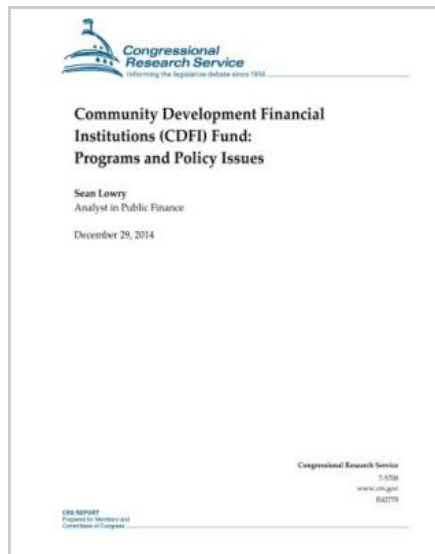 Congressional
Research Service
Informing the legislative debate since 1914
Community Development Financial
Institutions (CDFI) Fund:
Programs and Policy Issues
Sean Lowry
Analyst in Public Finance
December 29, 2014
Congressional Research Service
7-5700
www.crs.gov
R42770
CRS REPORT
Prepared for Members and
Committees of Congress